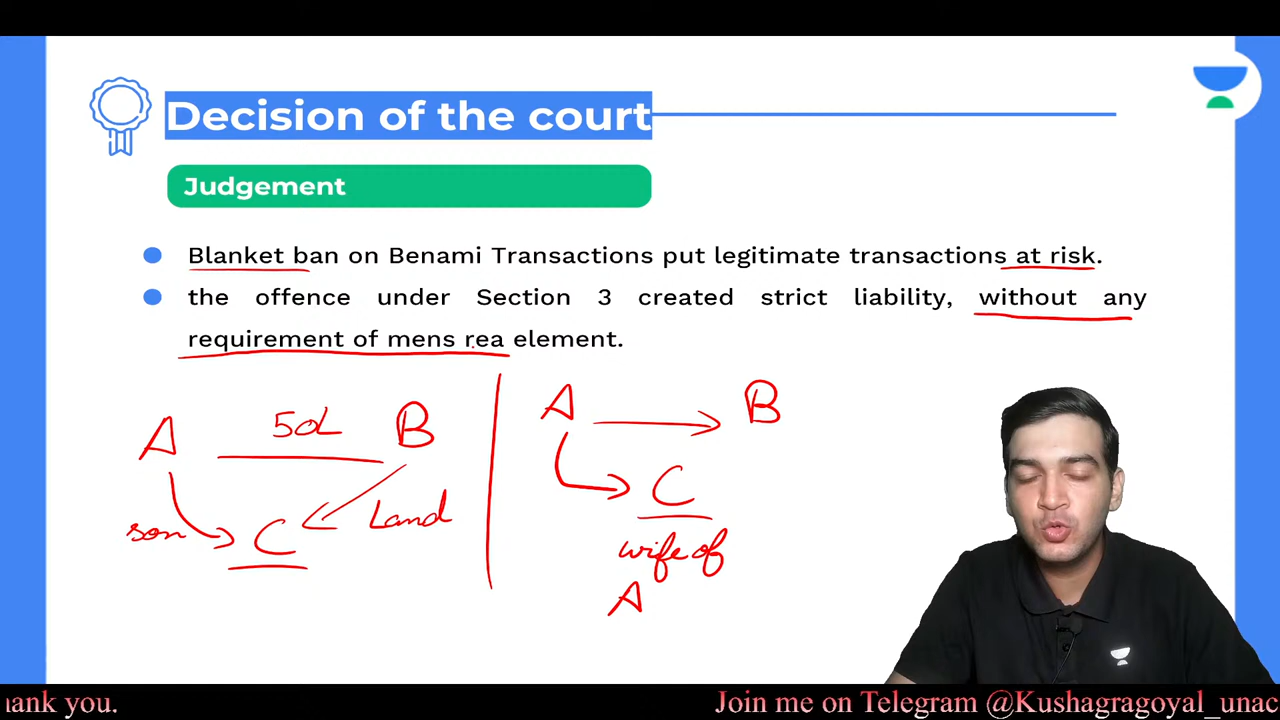 Decision of the court
Judgement
Blanket ban on Benami Transactions put legitimate transactions at risk.
the offence under Section 3 created strict liability, without any
requirement of mens rea element.
A 50L B
A B
son C Land
C
wife of
A
hank you.
Join me on Telegram @Kushagragoyal_unac